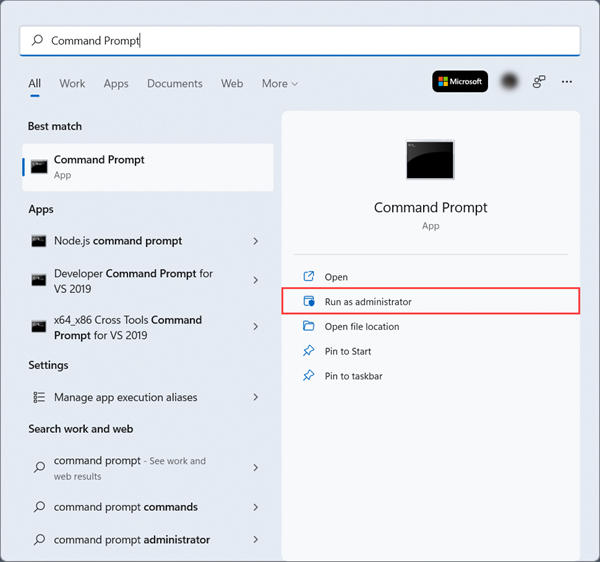 Command Prompt
All Work Apps Documents Web More
Microsoft
Best match
Command Prompt
App
Apps
Node.js command prompt
Developer Command Prompt for
VS 2019
x64_x86 Cross Tools Command
Prompt for VS 2019
Settings
Manage app execution aliases
Search work and web
command prompt - See work and
web results
command prompt commands
command prompt administrator
Command Prompt
App
Open
Run as administrator
Open file location
Pin to Start
Pin to taskbar